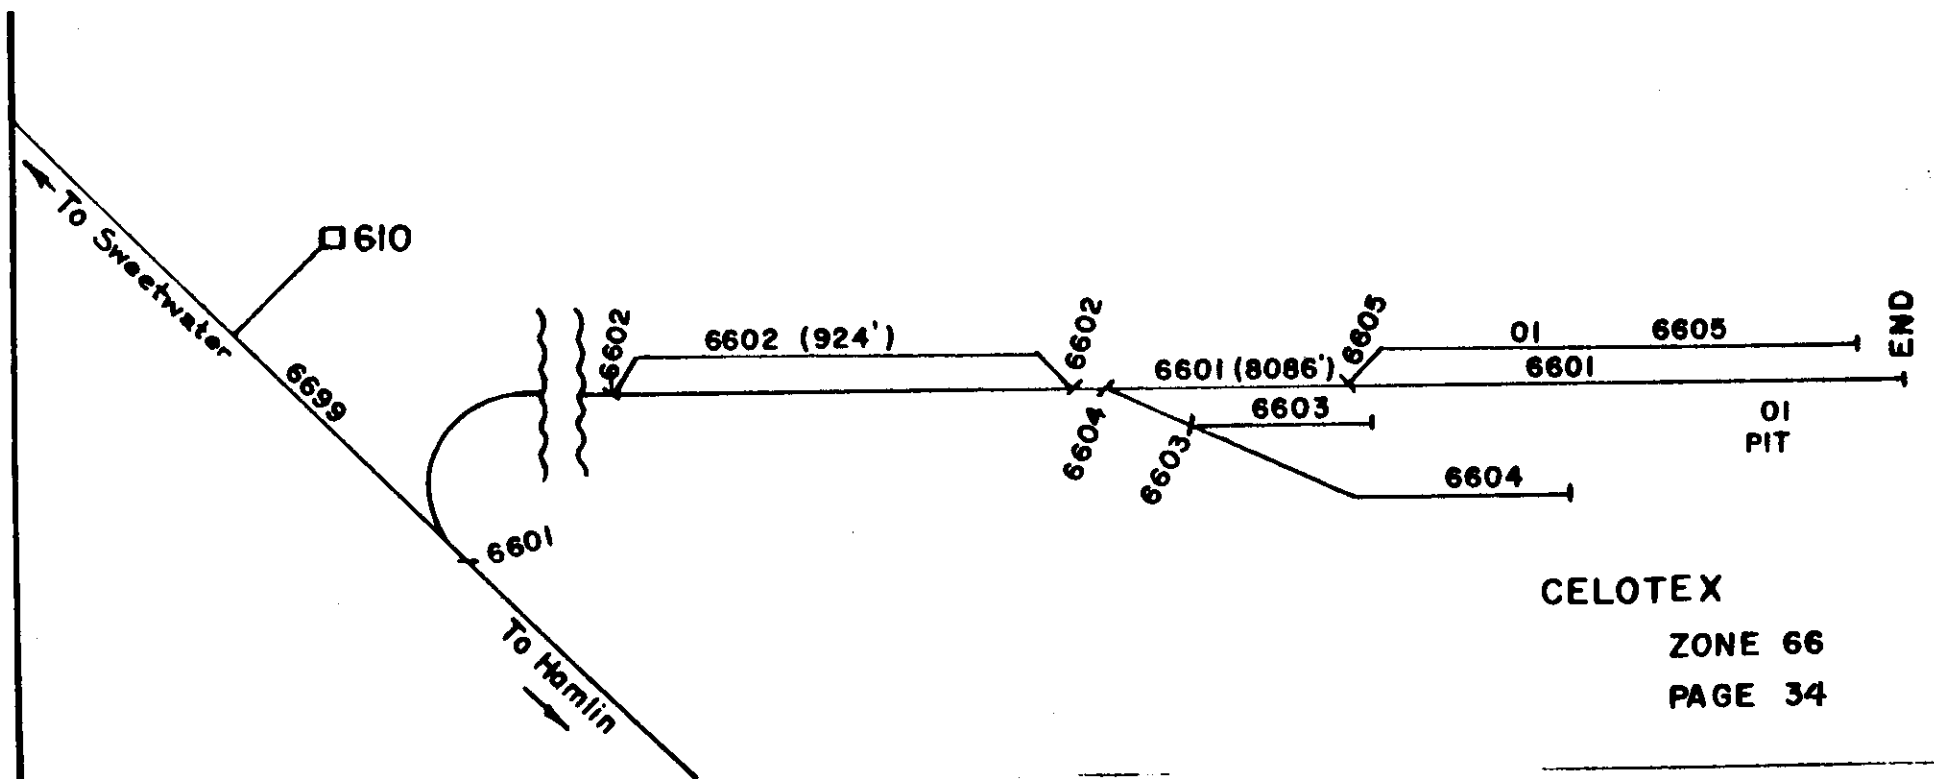 To Sweetwater
610
6699
6601
To Hamlin
6602
6602 (924')
6602
6604
6601 (8086')
6605
01 6605
6601
END
6603
6603
6604
01
PIT
CELOTEX
ZONE 66
PAGE 34